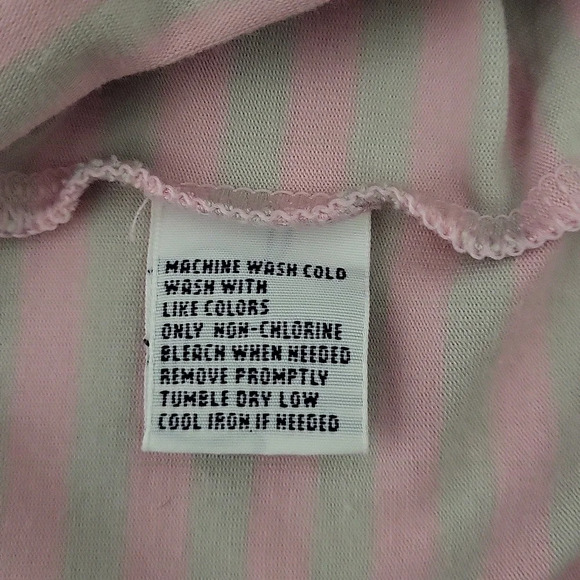 MACHINE WASH COLD
WASH WITH
LIKE COLORS
ONLY NON-CHLORINE
BLEACH WHEN NEEDED
REMOVE PROMPTLY
TUMBLE DRY LOW
COOL IRON IF NEEDED